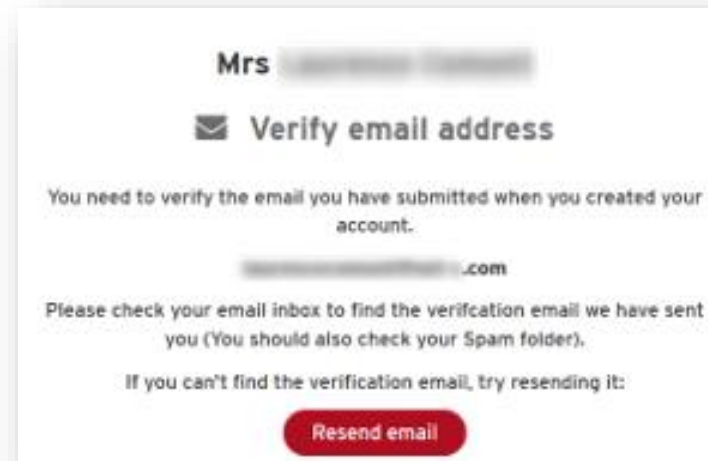 Mrs
Verify email address
You need to verify the email you have submitted when you created your
account.
.com
Please check your email inbox to find the verifcation email we have sent
you (You should also check your Spam folder).
If you can't find the verification email, try resending it:
Resend email